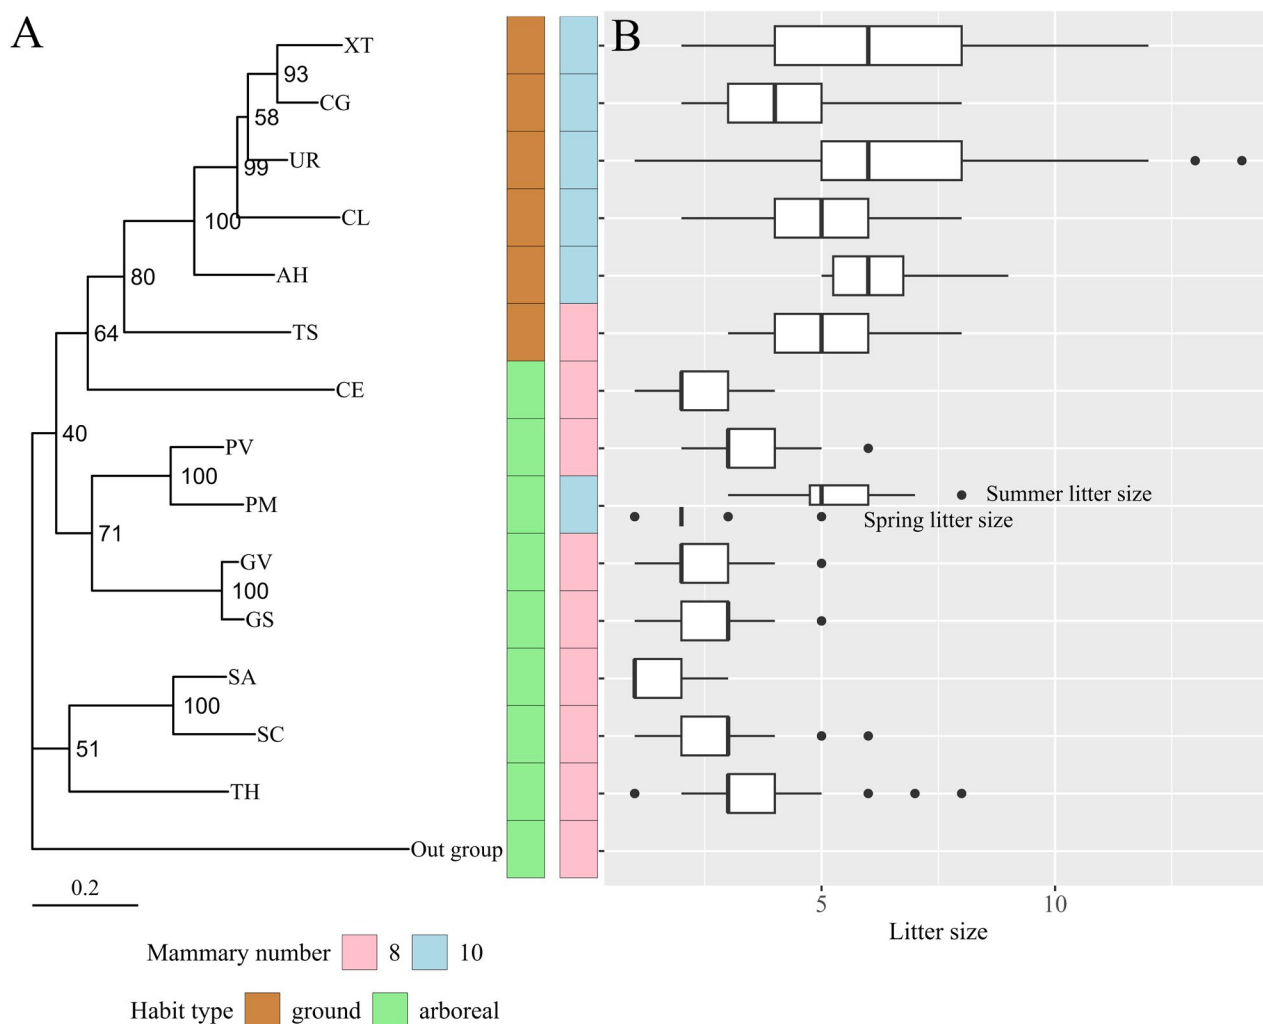 A
B
XT
93
CG
58
99
UR
100
CL
80
AH
64
TS
CE
40
PV
100
PM
Summer litter size
Spring litter size
71
GV
100
GS
SA
100
SC
51
TH
Out group
0.2
5
10
Litter size
Mammary number 8 10
Habit type ground arboreal